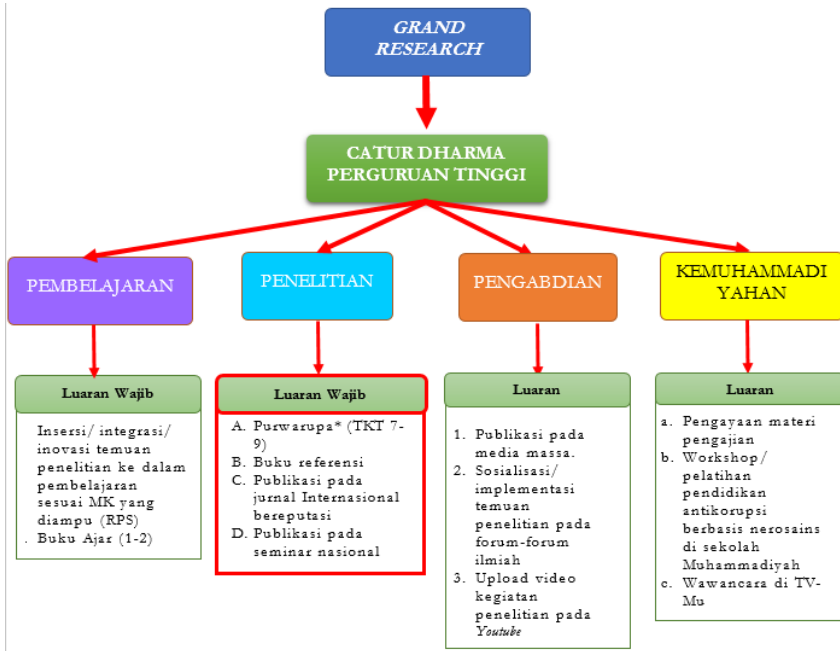 GRAND
RESEARCH
CATUR DHARMA
PERGURUAN TINGGI
PEMBELAJARAN
PENELITIAN
PENGABDIAN
KEMUHAMMADI
YAHAN
Luaran Wajib
Insersi/ integrasi/
inovasi temuan
penelitian ke dalam
pembelajaran
sesuai MK yang
diampu (RPS)
. Buku Ajar (1-2)
Luaran Wajib
A. Purwarupa* (TKT 7-
9)
B. Buku referensi
C. Publikasi pada
jurnal Internasional
bereputasi
D. Publikasi pada
seminar nasional
Luaran
1. Publikasi pada
media massa.
2. Sosialisasi/
implementasi
temuan
penelitian pada
forum-forum
ilmiah
3. Upload video
kegiatan
penelitian pada
Youtube
Luaran
a. Pengayaan materi
pengajian
b. Workshop/
pelatihan
pendidikan
antikorupsi
berbasis nerosains
di sekolah
Muhammadiyah
c. Wawancara di TV-
Mu